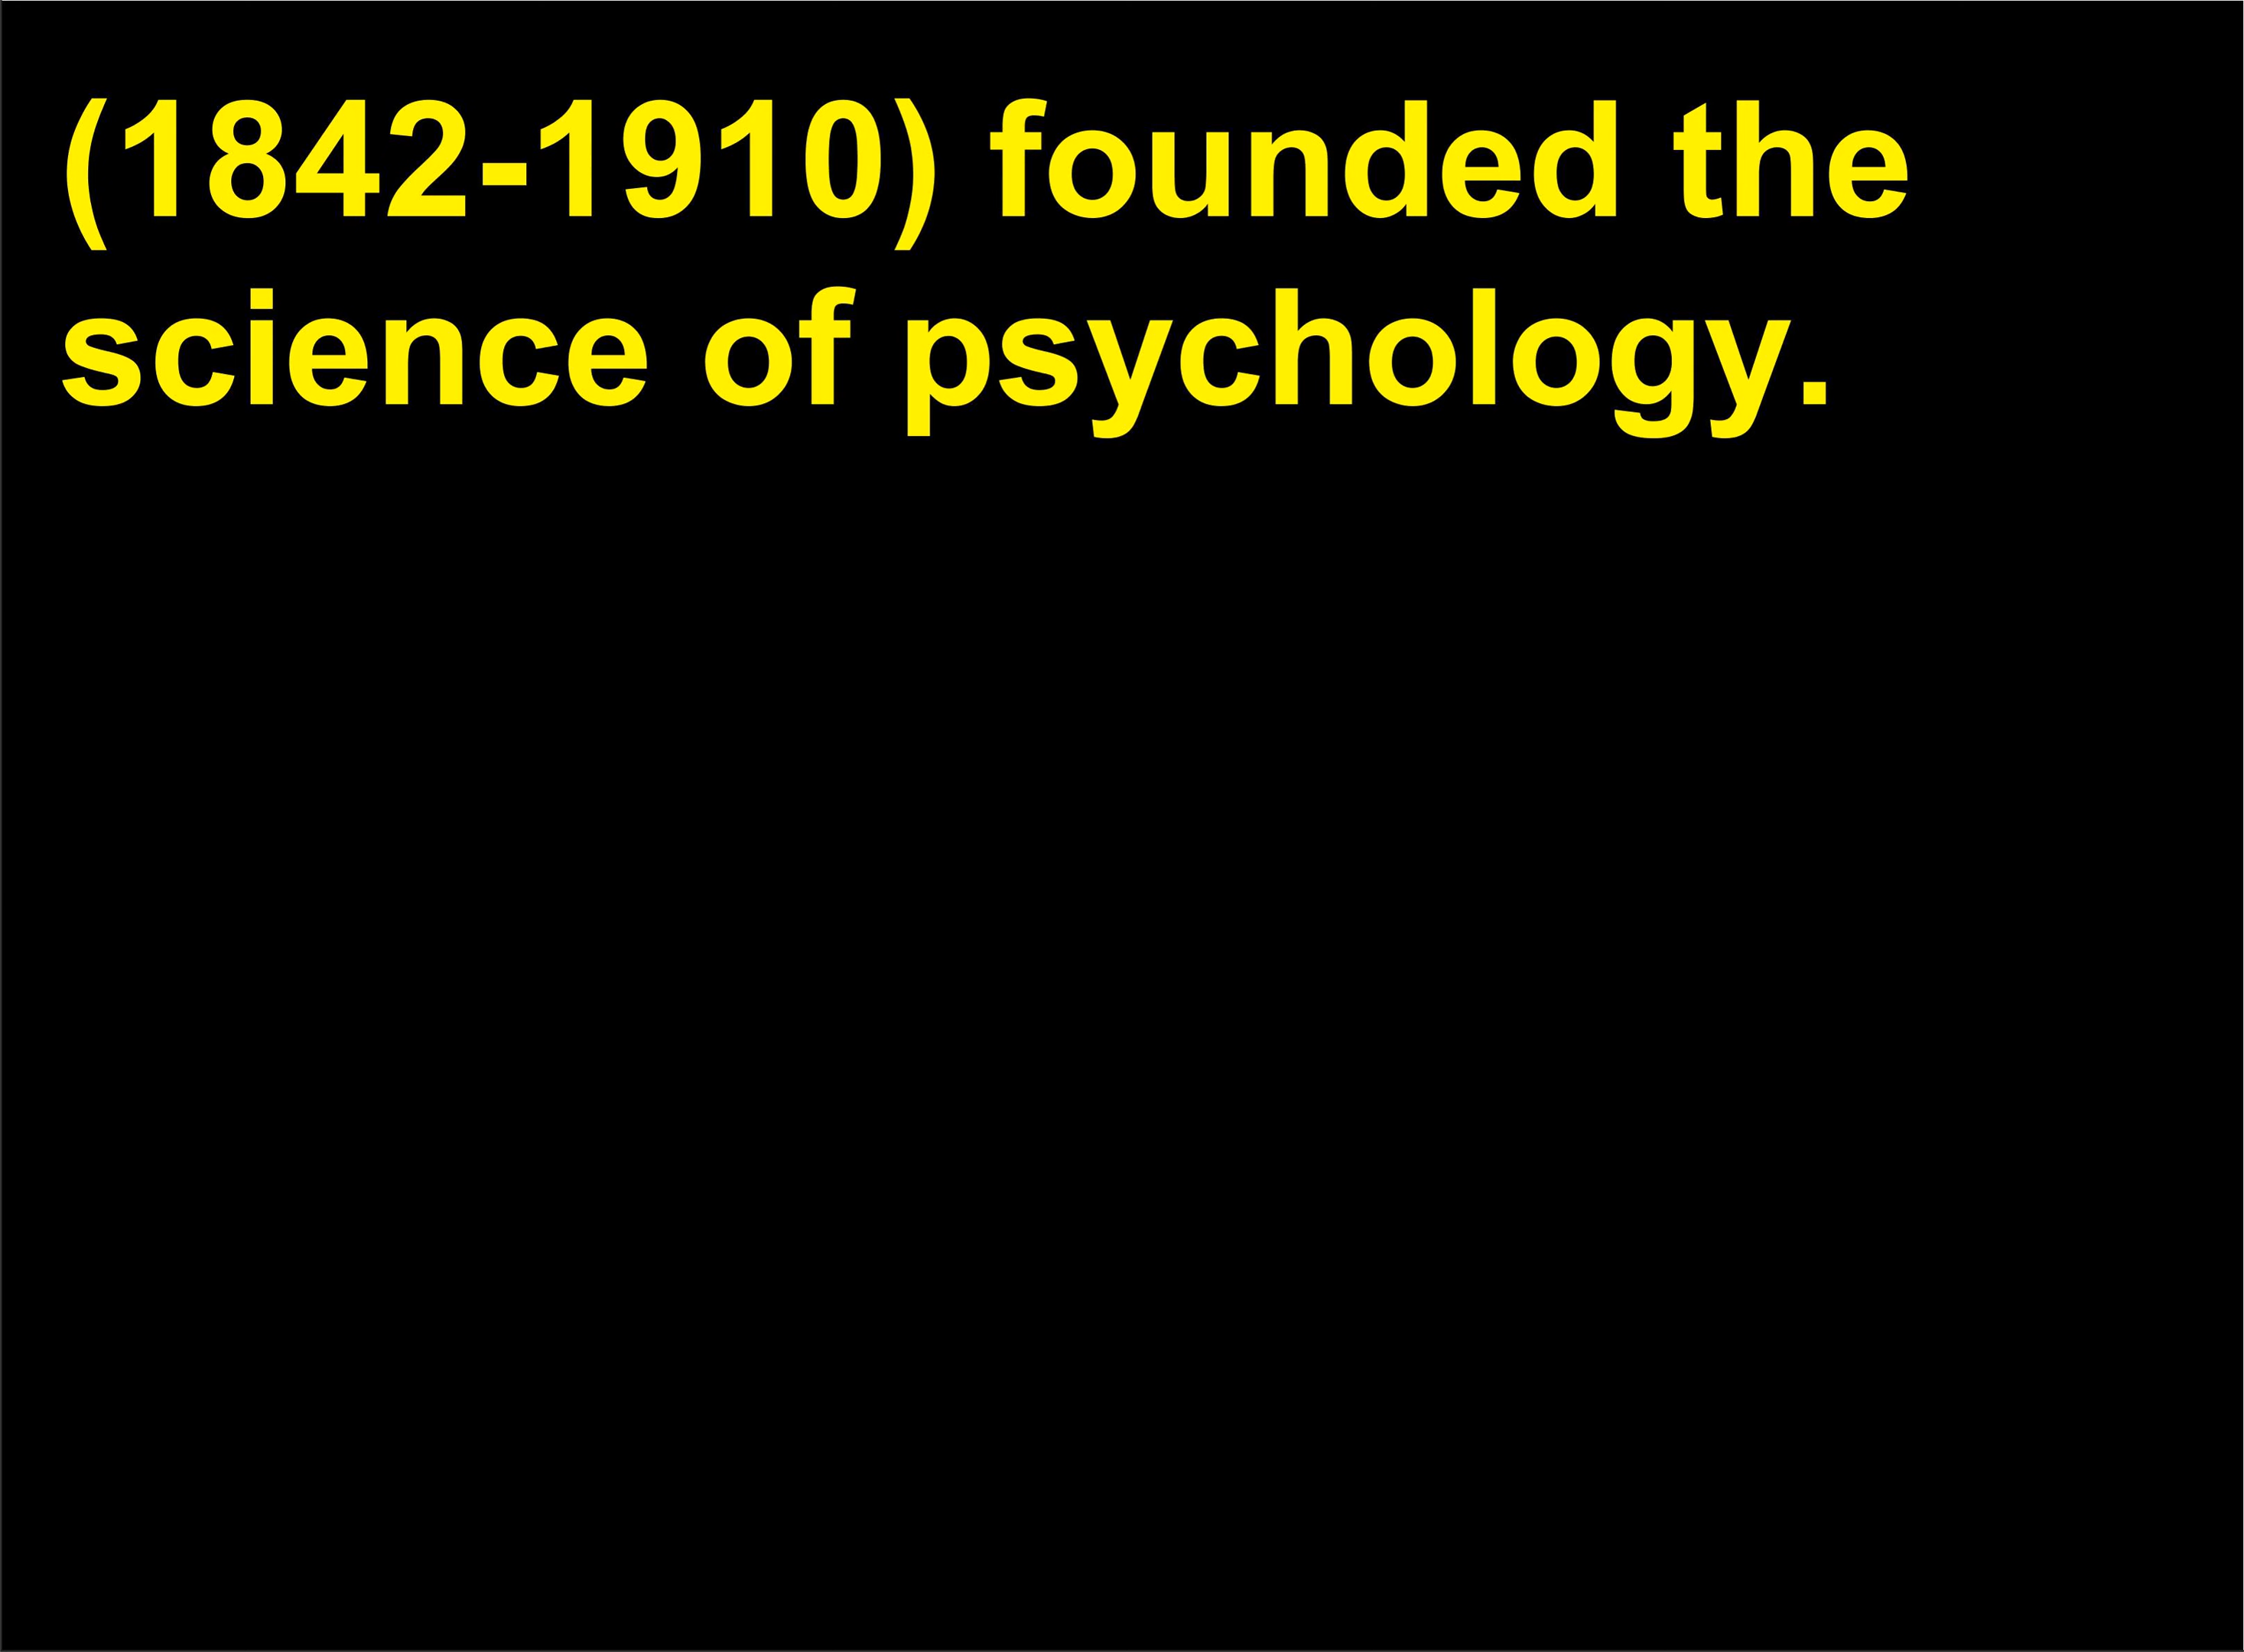 (1842-1910) founded the
science of psychology.